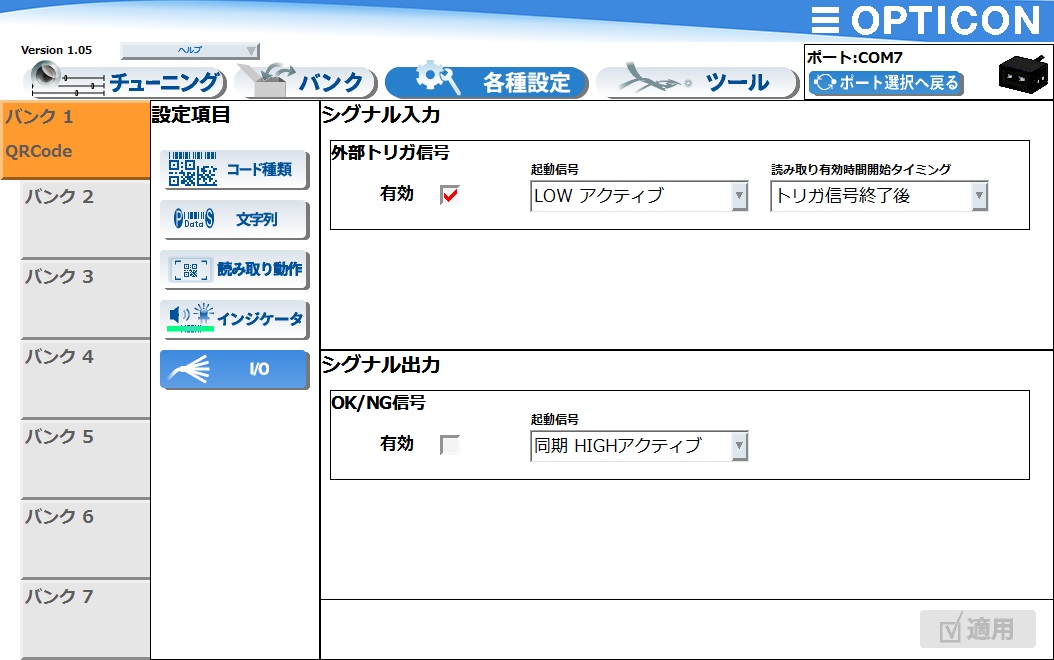 OPTICON
Version 1.05
ヘルプ
ポート:COM7
チューニング
バンク
各種設定
ツール
ポート選択へ戻る
バンク 1
QRCode
バンク 2
バンク 3
バンク 4
バンク 5
バンク 6
バンク 7
設定項目
コード種類
Data
文字列
読み取り動作
インジケータ
I/O
シグナル入力
外部トリガ信号
有効
起動信号
LOW アクティブ
読み取り有効時間開始タイミング
トリガ信号終了後
シグナル出力
OK/NG信号
有効
起動信号
同期 HIGHアクティブ
適用